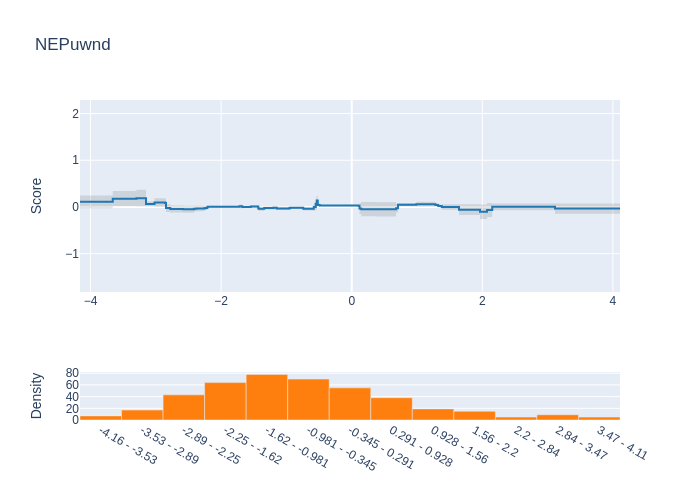 NEPuwnd
2
1
0
−1
Score
−4
−2
0
2
4
80
60
40
20
0
Density
-4.16 - -3.53
-3.53 - -2.89
-2.89 - -2.25
-2.25 - -1.62
-1.62 - -0.981
-0.981 - -0.345
-0.345 - 0.291
0.291 - 0.928
0.928 - 1.56
1.56 - 2.2
2.2 - 2.84
2.84 - 3.47
3.47 - 4.11